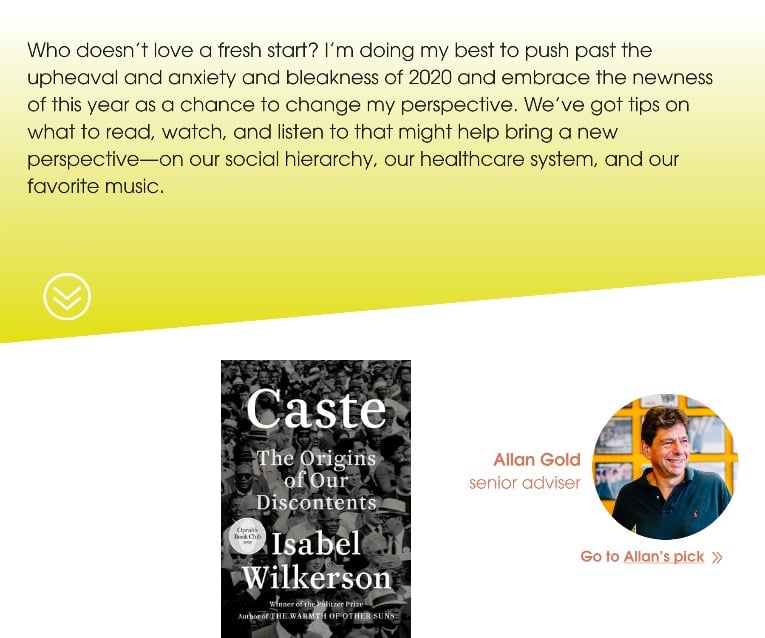 Who doesn’t love a fresh start? I’m doing my best to push past the
upheaval and anxiety and bleakness of 2020 and embrace the newness
of this year as a chance to change my perspective. We’ve got tips on
what to read, watch, and listen to that might help bring a new
perspective—on our social hierarchy, our healthcare system, and our
favorite music.
Caste
The Origins
of Our
Discontents
Oprah's
Book Club
2020
Isabel
Wilkerson
Winner of the Pulitzer Prize
Author of THE WARMTH OF OTHER SUNS
Allan Gold
senior adviser
Go to Allan’s pick